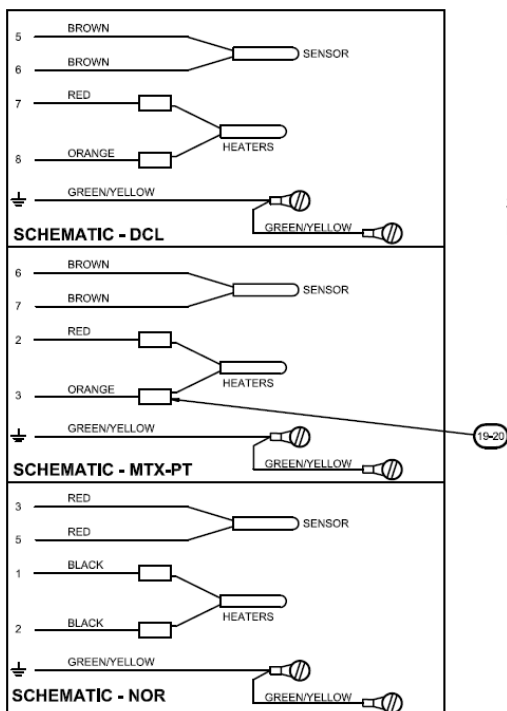 5 BROWN
SENSOR
6 BROWN
7 RED
HEATERS
8 ORANGE
GREEN/YELLOW
GREEN/YELLOW
SCHEMATIC - DCL
6 BROWN
SENSOR
7 BROWN
2 RED
HEATERS
3 ORANGE
19-20
GREEN/YELLOW
GREEN/YELLOW
SCHEMATIC - MTX-PT
3 RED
SENSOR
5 RED
1 BLACK
HEATERS
2 BLACK
GREEN/YELLOW
GREEN/YELLOW
SCHEMATIC - NOR